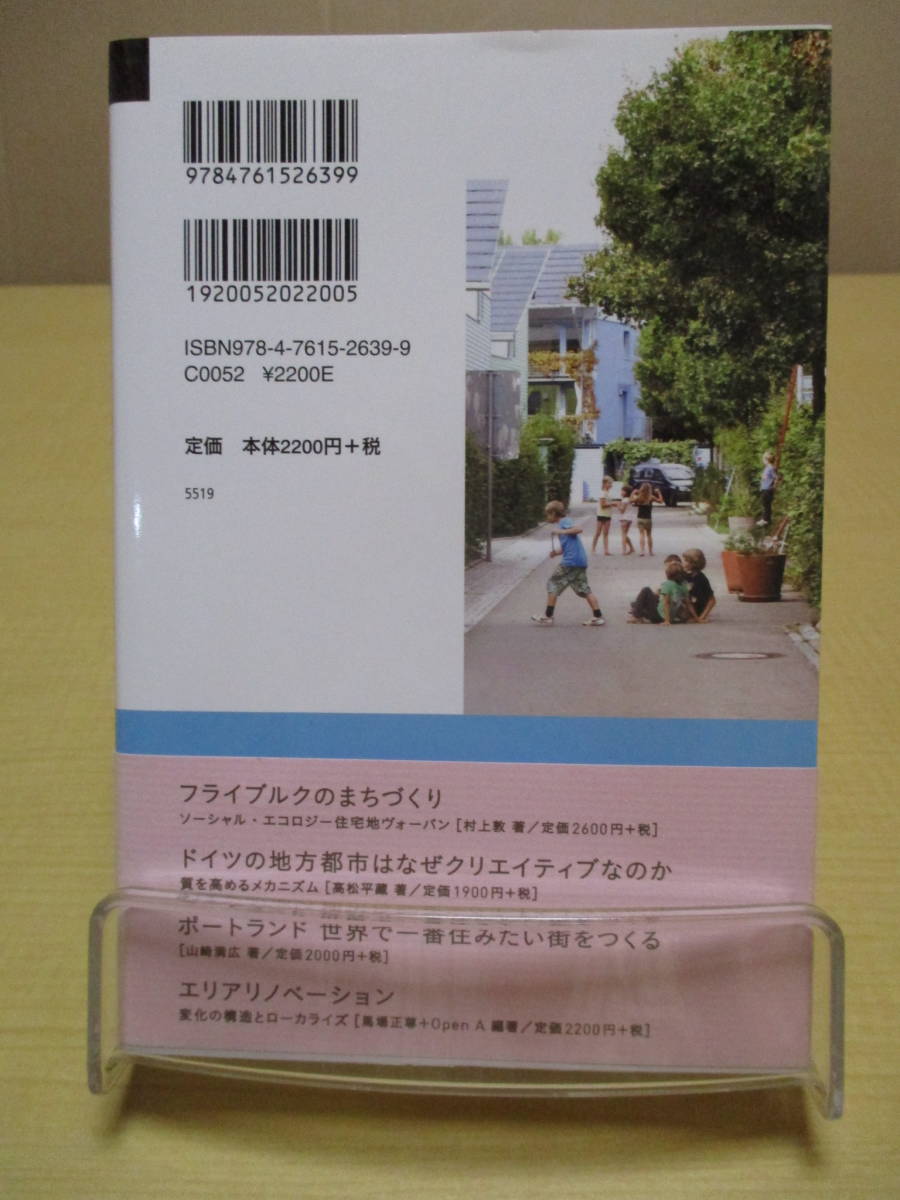 9784761526399
1920052022005
ISBN978-4-7615-2639-9
C0052 ¥2200E
定価 本体2200円+税
5519
フライブルクのまちづくり
ソーシャル・エコロジー住宅地ヴォーバン [村上敦 著/定価2600円+税]
ドイツの地方都市はなぜクリエイティブなのか
質を高めるメカニズム [高松平藏 著/定価1900円+税]
ポートランド 世界で一番住みたい街をつくる
[山崎満広 著/定価2000円+税]
エリアリノベーション
変化の構造とローカライズ [馬場正尊+Open A 編著/定価2200円+税]